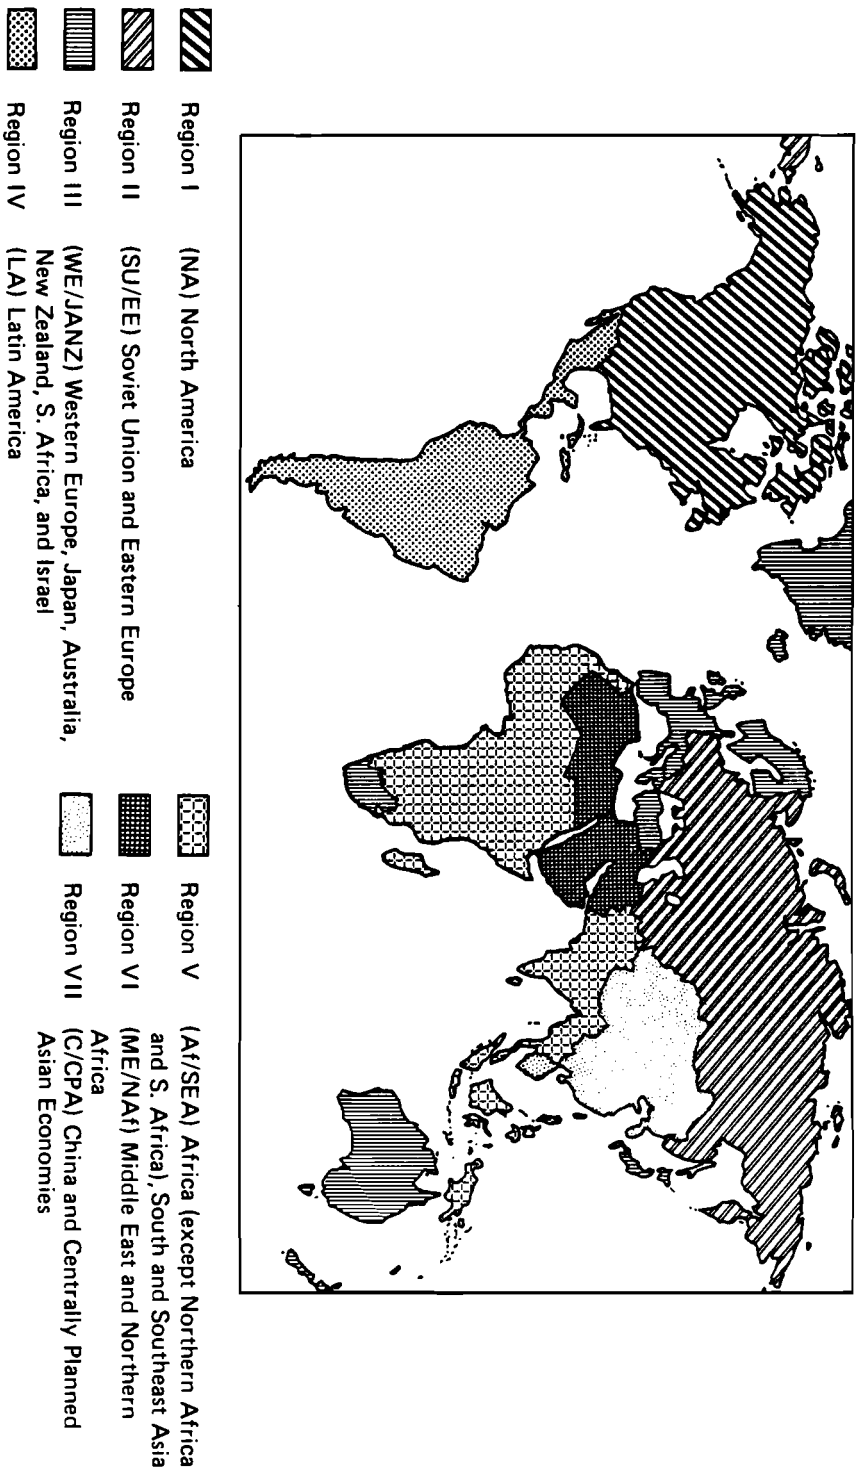 Region I (NA) North America
Region II (SU/EE) Soviet Union and Eastern Europe
Region III (WE/JANZ) Western Europe, Japan, Australia,
New Zealand, S. Africa, and Israel
Region IV (LA) Latin America
Region V (Af/SEA) Africa (except Northern Africa
and S. Africa), South and Southeast Asia
Region VI (ME/NAf) Middle East and Northern
Africa
Region VII (C/CPA) China and Centrally Planned
Asian Economies